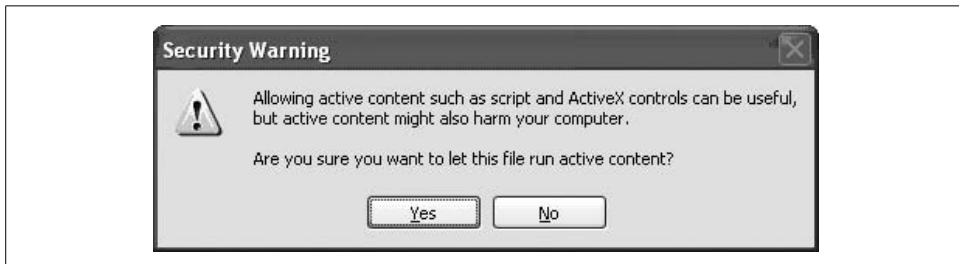 Security Warning
Allowing active content such as script and ActiveX controls can be useful,
but active content might also harm your computer.
Are you sure you want to let this file run active content?
Yes
No